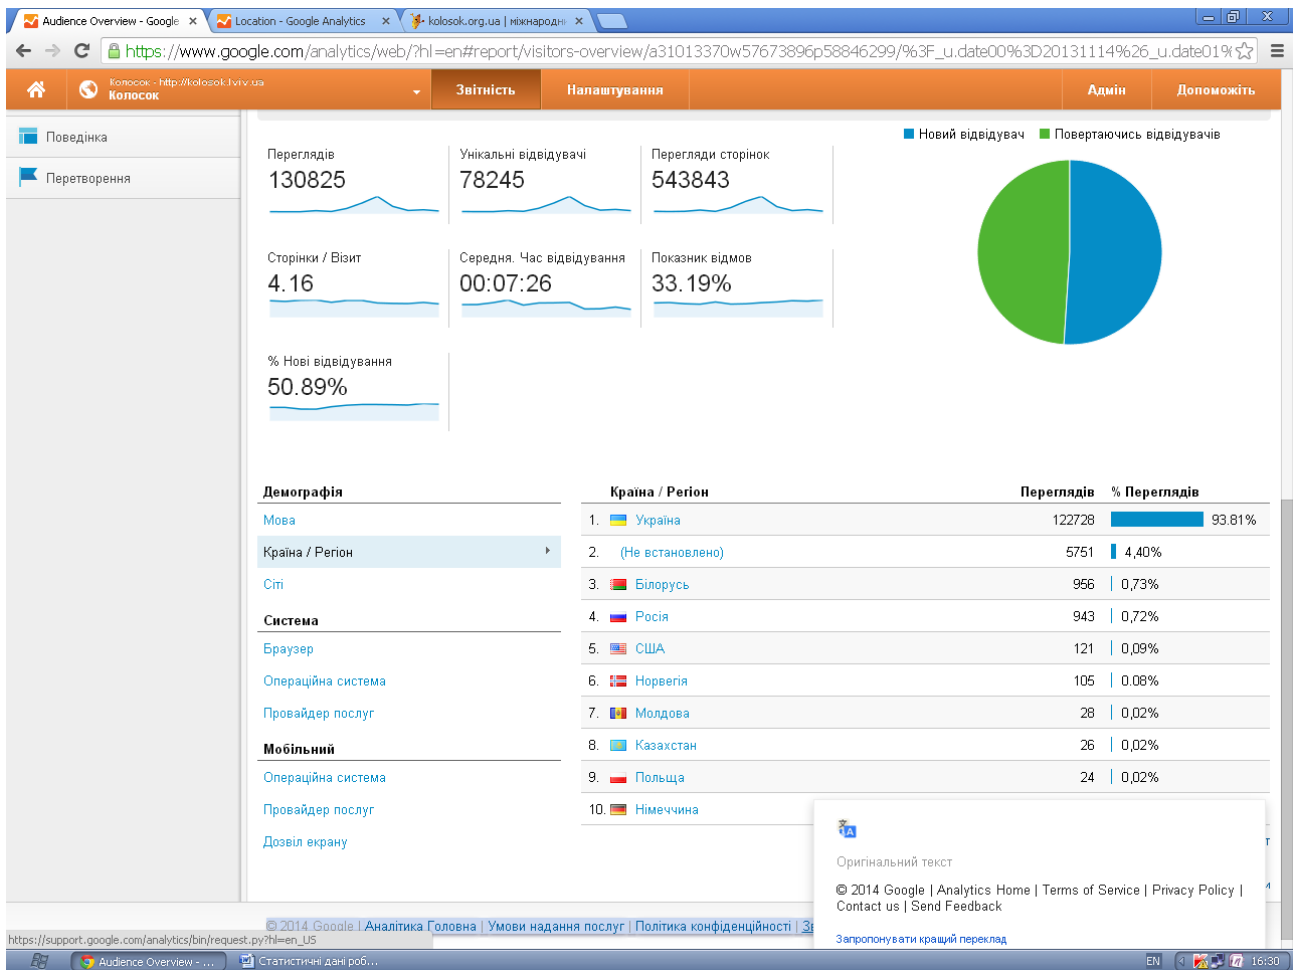 Audience Overview - Google
Location - Google Analytics
kolosok.org.ua | міжнародн
https://www.google.com/analytics/web/?hl=en#report/visitors-overview/a31013370w57673896p58846299/%3F_u.date00%3D20131114%26_u.date01%
Колосок - http://kolosok.lviv.ua
Колосок
Звітність
Налаштування
Адмін
Допоможіть
Поведінка
Перетворення
Новий відвідувач
Повертаючись відвідувачів
Переглядів
130825
Унікальні відвідувачі
78245
Перегляди сторінок
543843
Сторінки / Візит
4.16
Середня. Час відвідування
00:07:26
Показник відмов
33.19%
% Нові відвідування
50.89%
Демографія
Мова
Країна / Регіон
Сіті
Система
Браузер
Операційна система
Провайдер послуг
Мобільний
Операційна система
Провайдер послуг
Дозвіл екрану
Країна / Регіон Переглядів % Переглядів
1. Україна 122728 93.81%
2. (Не встановлено) 5751 4,40%
3. Білорусь 956 0,73%
4. Росія 943 0,72%
5. США 121 0,09%
6. Норвегія 105 0.08%
7. Молдова 28 0,02%
8. Казахстан 26 0,02%
9. Польща 24 0,02%
10. Німеччина
Оригінальний текст
© 2014 Google | Analytics Home | Terms of Service | Privacy Policy |
Contact us | Send Feedback
Запропонувати кращий переклад
© 2014 Google | Аналітика Головна | Умови надання послуг | Політика конфіденційності |
https://support.google.com/analytics/bin/request.py?hl=en_US
Audience Overview - ...
Статистичні дані роб...
EN
16:30